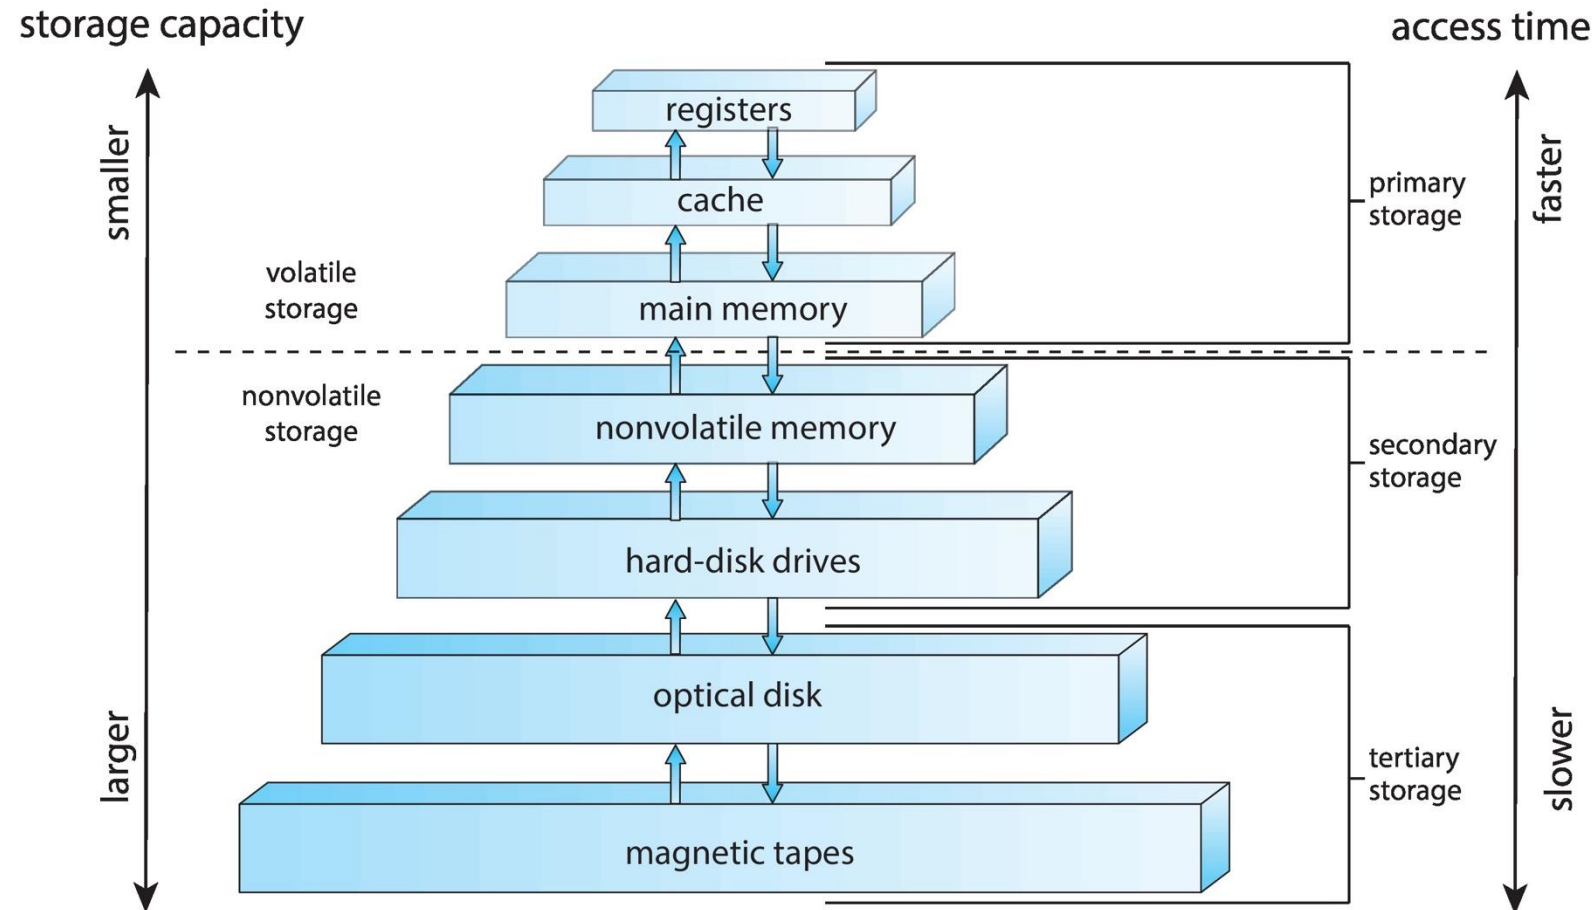 storage capacity
access time
smaller
larger
faster
slower
registers
cache
main memory
nonvolatile memory
hard-disk drives
optical disk
magnetic tapes
volatile
storage
nonvolatile
storage
primary
storage
secondary
storage
tertiary
storage